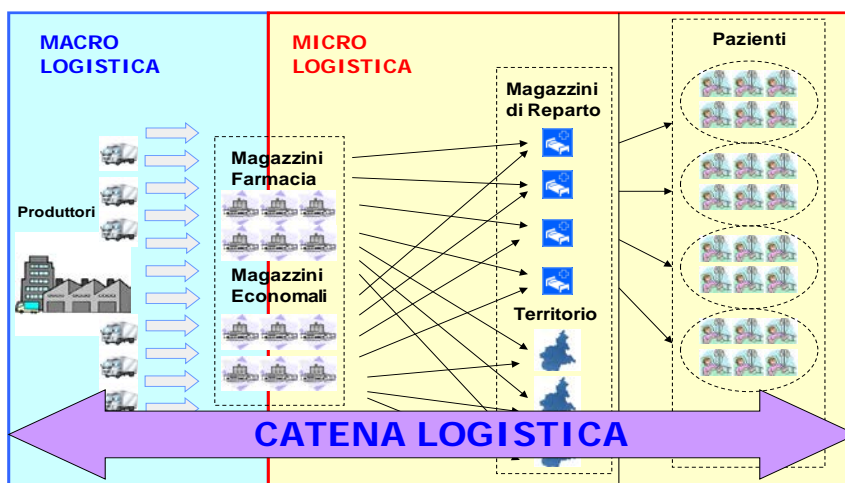 MACRO
LOGISTICA
MICRO
LOGISTICA
Pazienti
Magazzini
di Reparto
Magazzini
Farmacia
Produttori
Magazzini
Economali
Territorio
CATENA LOGISTICA